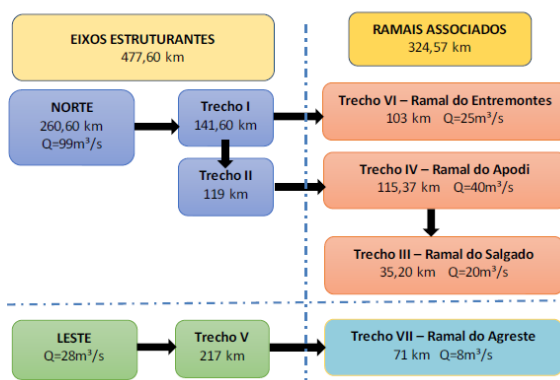 EIXOS ESTRUTURANTES
477,60 km
RAMAIS ASSOCIADOS
324,57 km
NORTE
260,60 km
Q=99m³/s
Trecho I
141,60 km
Trecho VI – Ramal do Entremontes
103 km Q=25m³/s
Trecho II
119 km
Trecho IV – Ramal do Apodi
115,37 km Q=40m³/s
Trecho III – Ramal do Salgado
35,20 km Q=20m³/s
LESTE
Q=28m³/s
Trecho V
217 km
Trecho VII – Ramal do Agreste
71 km Q=8m³/s